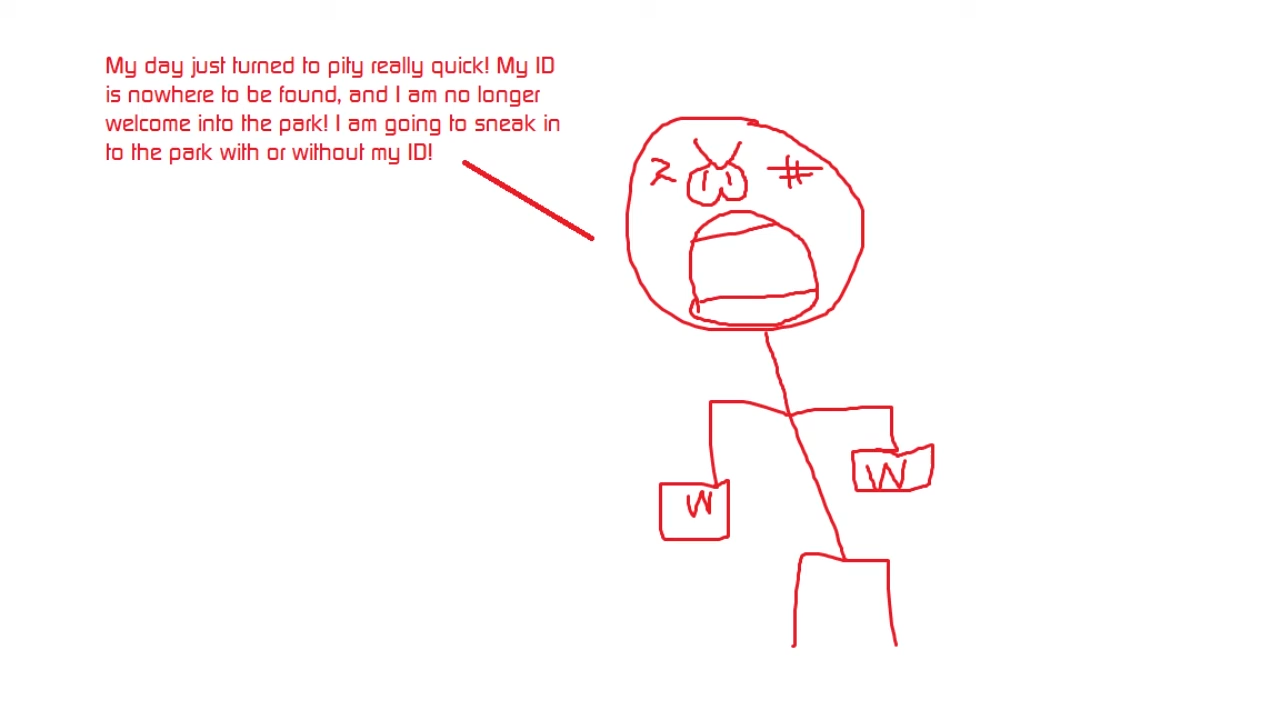 My day just turned to pity really quick! My ID
is nowhere to be found, and I am no longer
welcome into the park! I am going to sneak in
to the park with or without my ID!
W
W